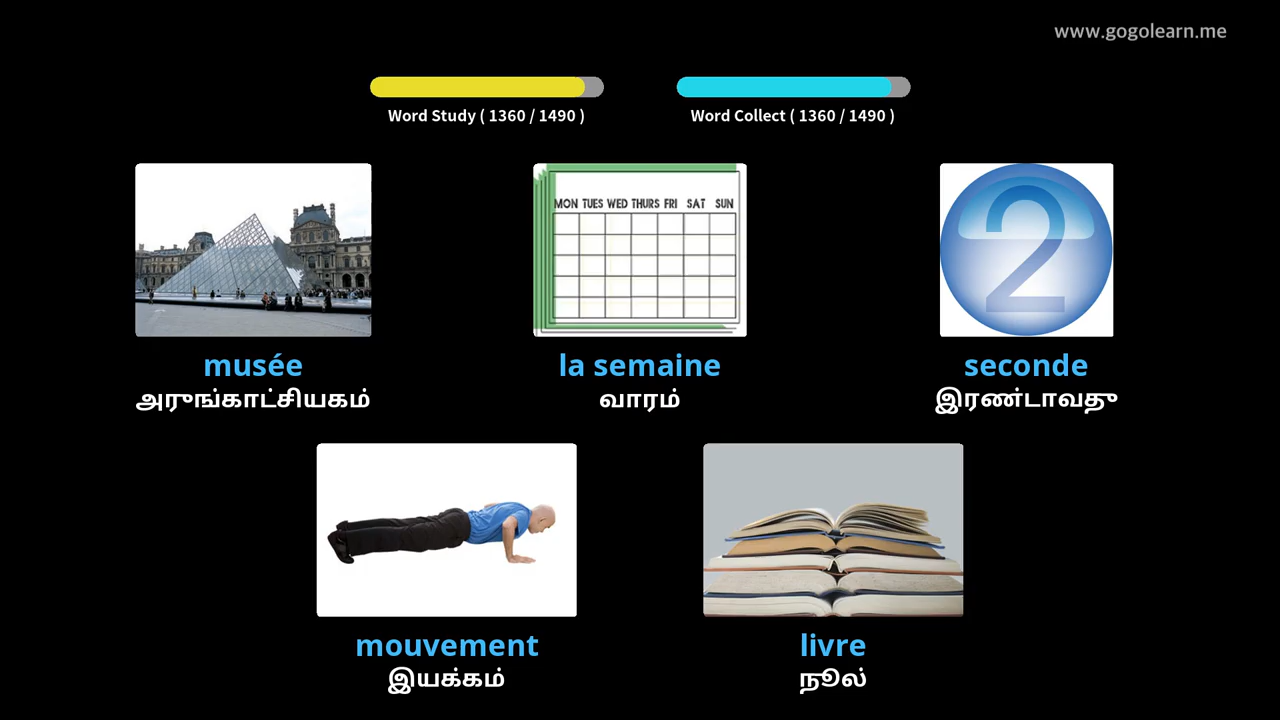 www.gogolearn.me
Word Study ( 1360 / 1490 )
Word Collect ( 1360 / 1490 )
MON TUES WED THURS FRI SAT SUN
2
musée
la semaine
seconde
அருங்காட்சியகம்
வாரம்
இரண்டாவது
mouvement
livre
இயக்கம்
நூல்